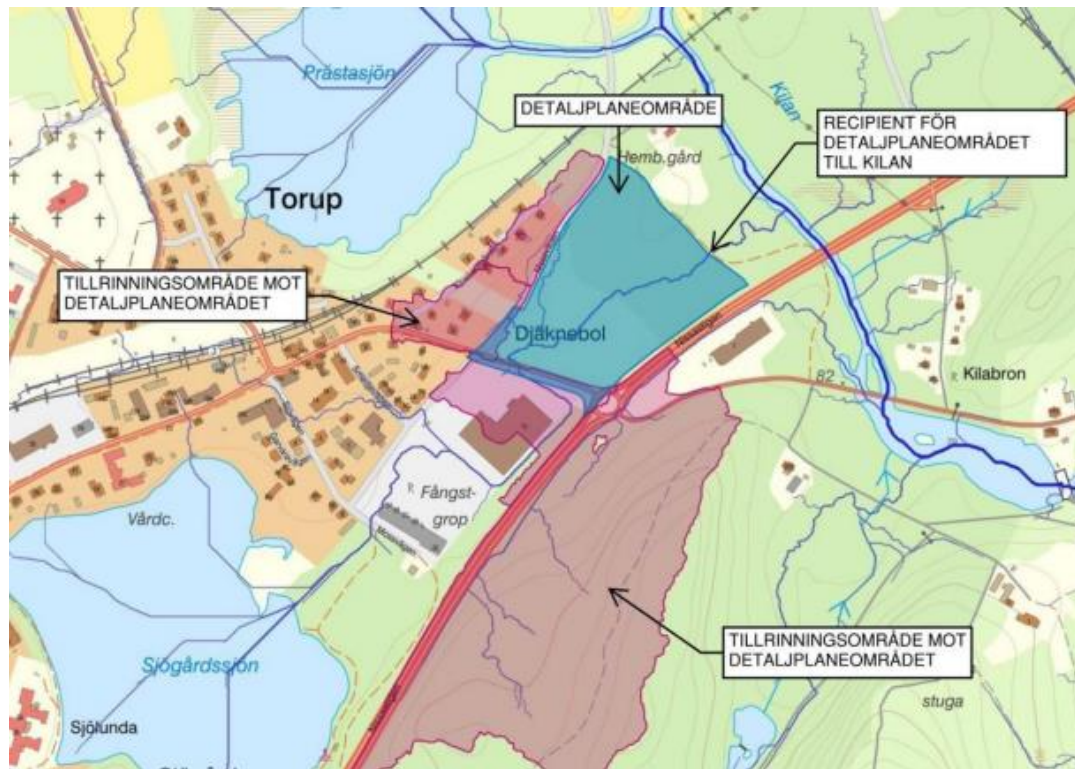 Prästasjön
DETALJPLANEOMRÅDE
Kilan
RECIPIENT FÖR
DETALJPLANEOMRÅDET
TILL KILAN
Hemb.gård
Torup
TILLRINNINGSOMRÅDE MOT
DETALJPLANEOMRÅDET
Djäknebol
82
Kilabron
R
Vårdc.
R Fångst-
grop
Mossvägen
Sjögårdssjön
TILLRINNINGSOMRÅDE MOT
DETALJPLANEOMRÅDET
stuga
Sjölunda